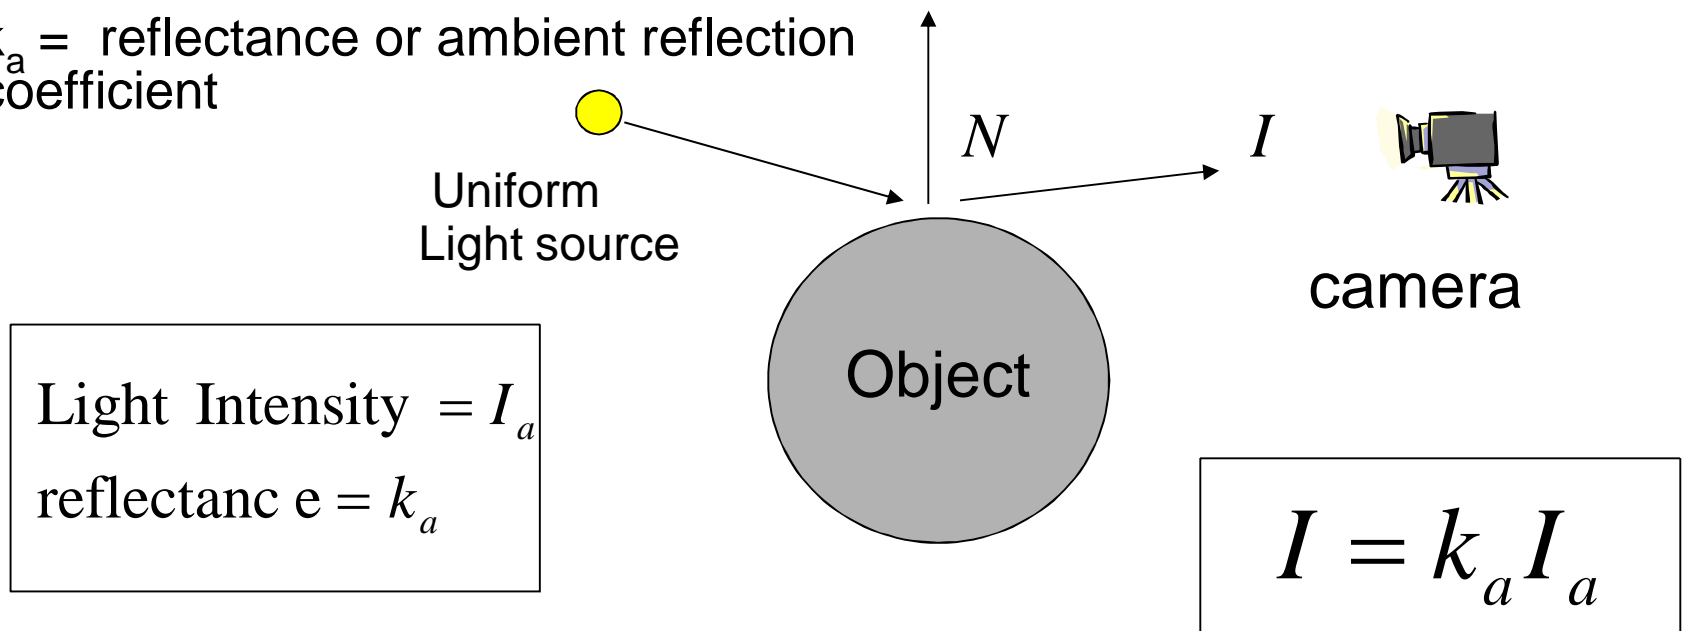 k_a = reflectance or ambient reflection
coefficient
N
I
Uniform
Light source
camera
Object
Light Intensity = I_a
reflectanc e = k_a
I = k_a I_a